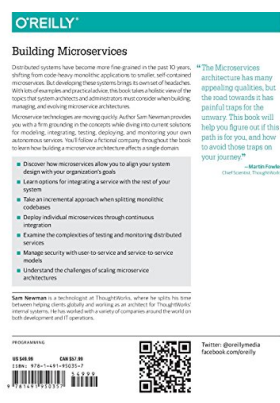 O'REILLY®
Building Microservices
Distributed systems have become more fine-grained in the past 10 years,
shifting from code-heavy monolithic applications to smaller, self-contained
microservices. But developing these systems brings its own set of headaches.
With lots of examples and practical advice, this book takes a holistic view of the
topics that system architects and administrators must consider when building,
managing, and evolving microservice architectures.
Microservice technologies are moving quickly. Author Sam Newman provides
you with a firm grounding in the concepts while diving into current solutions
for modeling, integrating, testing, deploying, and monitoring your own
autonomous services. You'll follow a fictional company throughout the book
to learn how building a microservice architecture affects a single domain.
■ Discover how microservices allow you to align your system
design with your organization's goals
■ Learn options for integrating a service with the rest of your
system
■ Take an incremental approach when splitting monolithic
codebases
■ Deploy individual microservices through continuous
integration
■ Examine the complexities of testing and monitoring distributed
services
■ Manage security with user-to-service and service-to-service
models
■ Understand the challenges of scaling microservice
architectures
Sam Newman is a technologist at ThoughtWorks, where he splits his time
between helping clients globally and working as an architect for ThoughtWorks'
internal systems. He has worked with a variety of companies around the world
on both development and IT operations.
“The Microservices
architecture has many
appealing qualities, but
the road towards it has
painful traps for the
unwary. This book will
help you figure out if this
path is for you, and how
to avoid those traps on
your journey.”
—Martin Fowle
Chief Scientist, ThoughtWork
PROGRAMMING
US $49.99 CAN $57.99
ISBN: 978-1-491-95035-7
54999
9 781491 950357
Twitter: @oreillymedia
facebook.com/oreilly